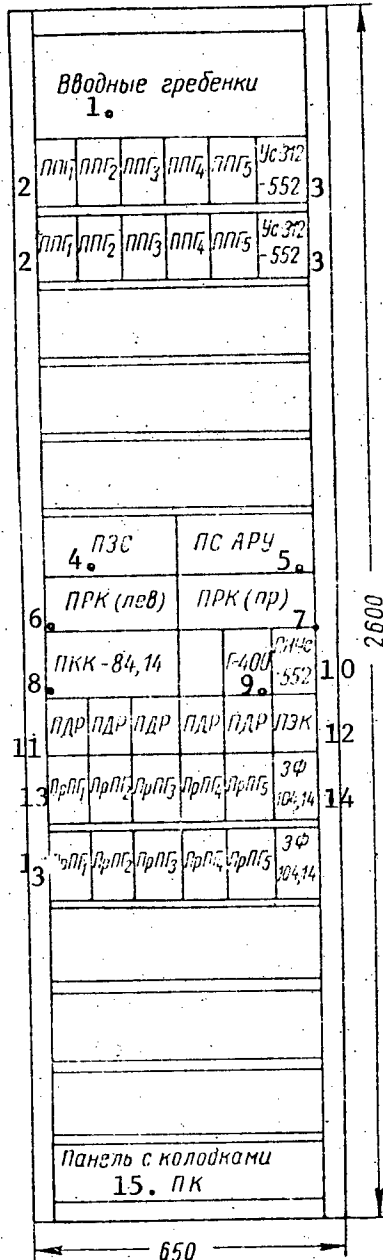 Вводные гребенки
1.
2 ППГ1 ППГ2 ППГ3 ППГ4 ППГ5 Ус 312 -552 3
2 ППГ1 ППГ2 ППГ3 ППГ4 ППГ5 Ус 312 -552 3
ПЗС ПС АРУ
4. 5.
ПРК (лев) ПРК (пр)
6 7
ПКК-84,14 Г-400 -552 10
8 9.
ПДР ПДР ПДР ПДР ПДР ПЭК
11 12
13 ПрПГ1 ПрПГ2 ПрПГ3 ПрПГ4 ПрПГ5 ЗФ 104,14 14
13 ПрПГ1 ПрПГ2 ПрПГ3 ПрПГ4 ПрПГ5 ЗФ 104,14
Панель с колодками
15. ПК
650
2600